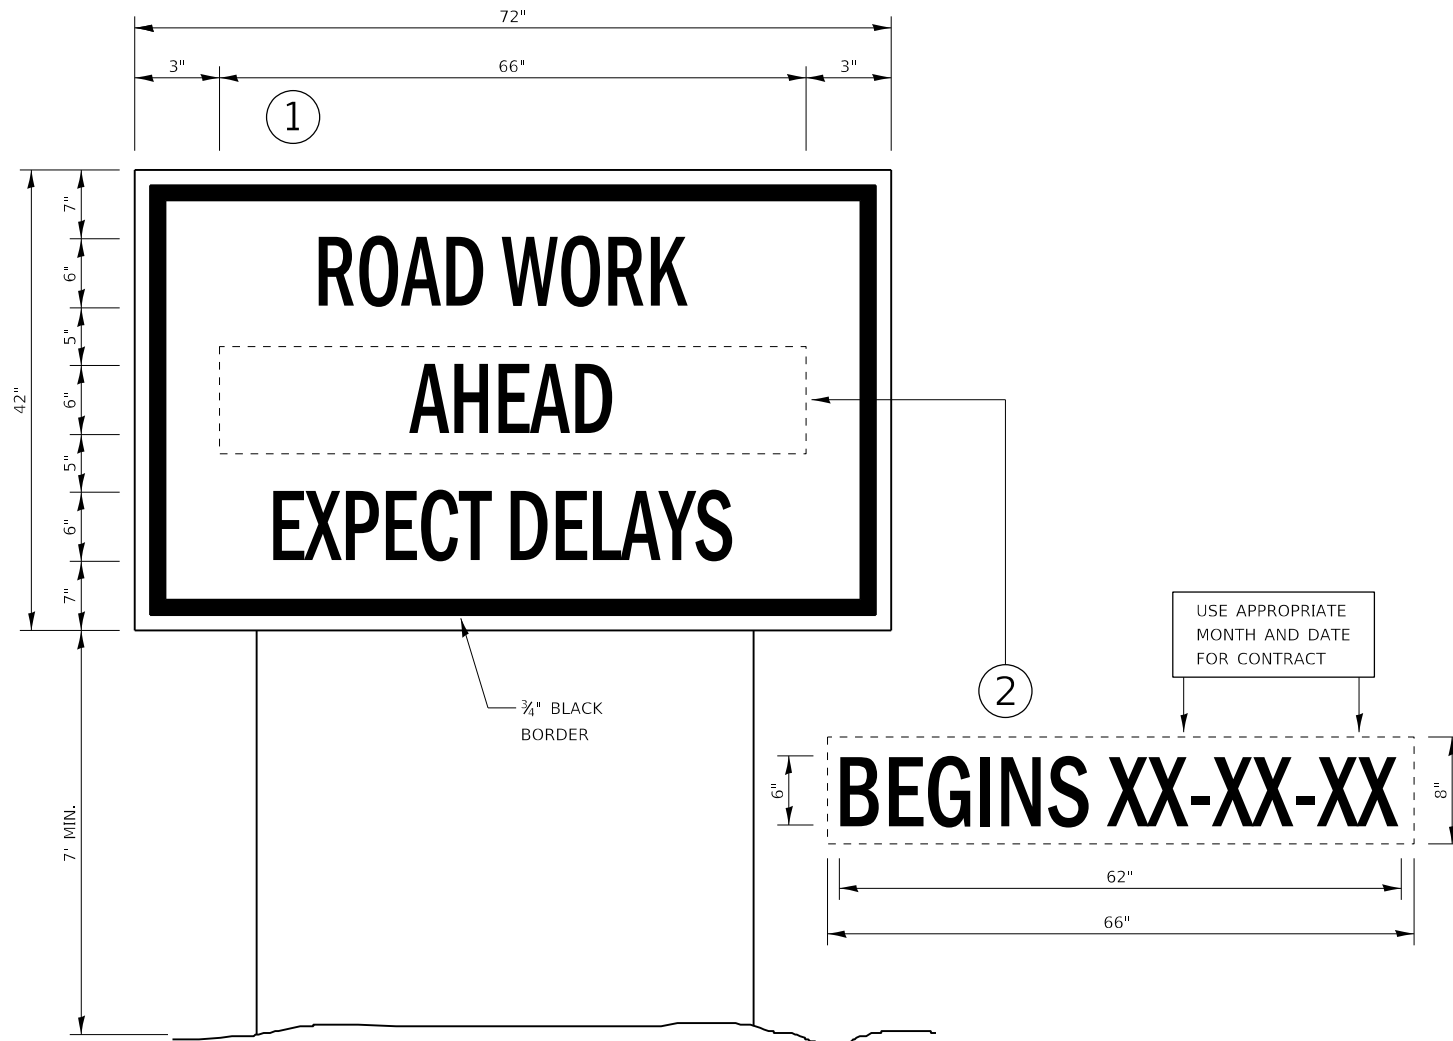 72"
3" 66" 3"
1
7"
6"
5"
6"
5"
6"
7"
42"
ROAD WORK
AHEAD
EXPECT DELAYS
¾" BLACK
BORDER
7' MIN.
2
USE APPROPRIATE
MONTH AND DATE
FOR CONTRACT
6"
BEGINS XX-XX-XX
8"
62"
66"